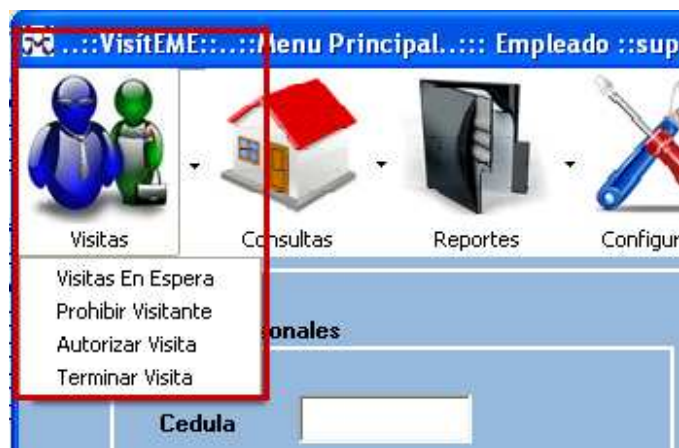 ..::VisitEME::..::Menu Principal..::: Empleado ::sup
Visitas
Consultas
Reportes
Configur
Visitas En Espera
Prohibir Visitante
Autorizar Visita
Terminar Visita
onales
Cedula